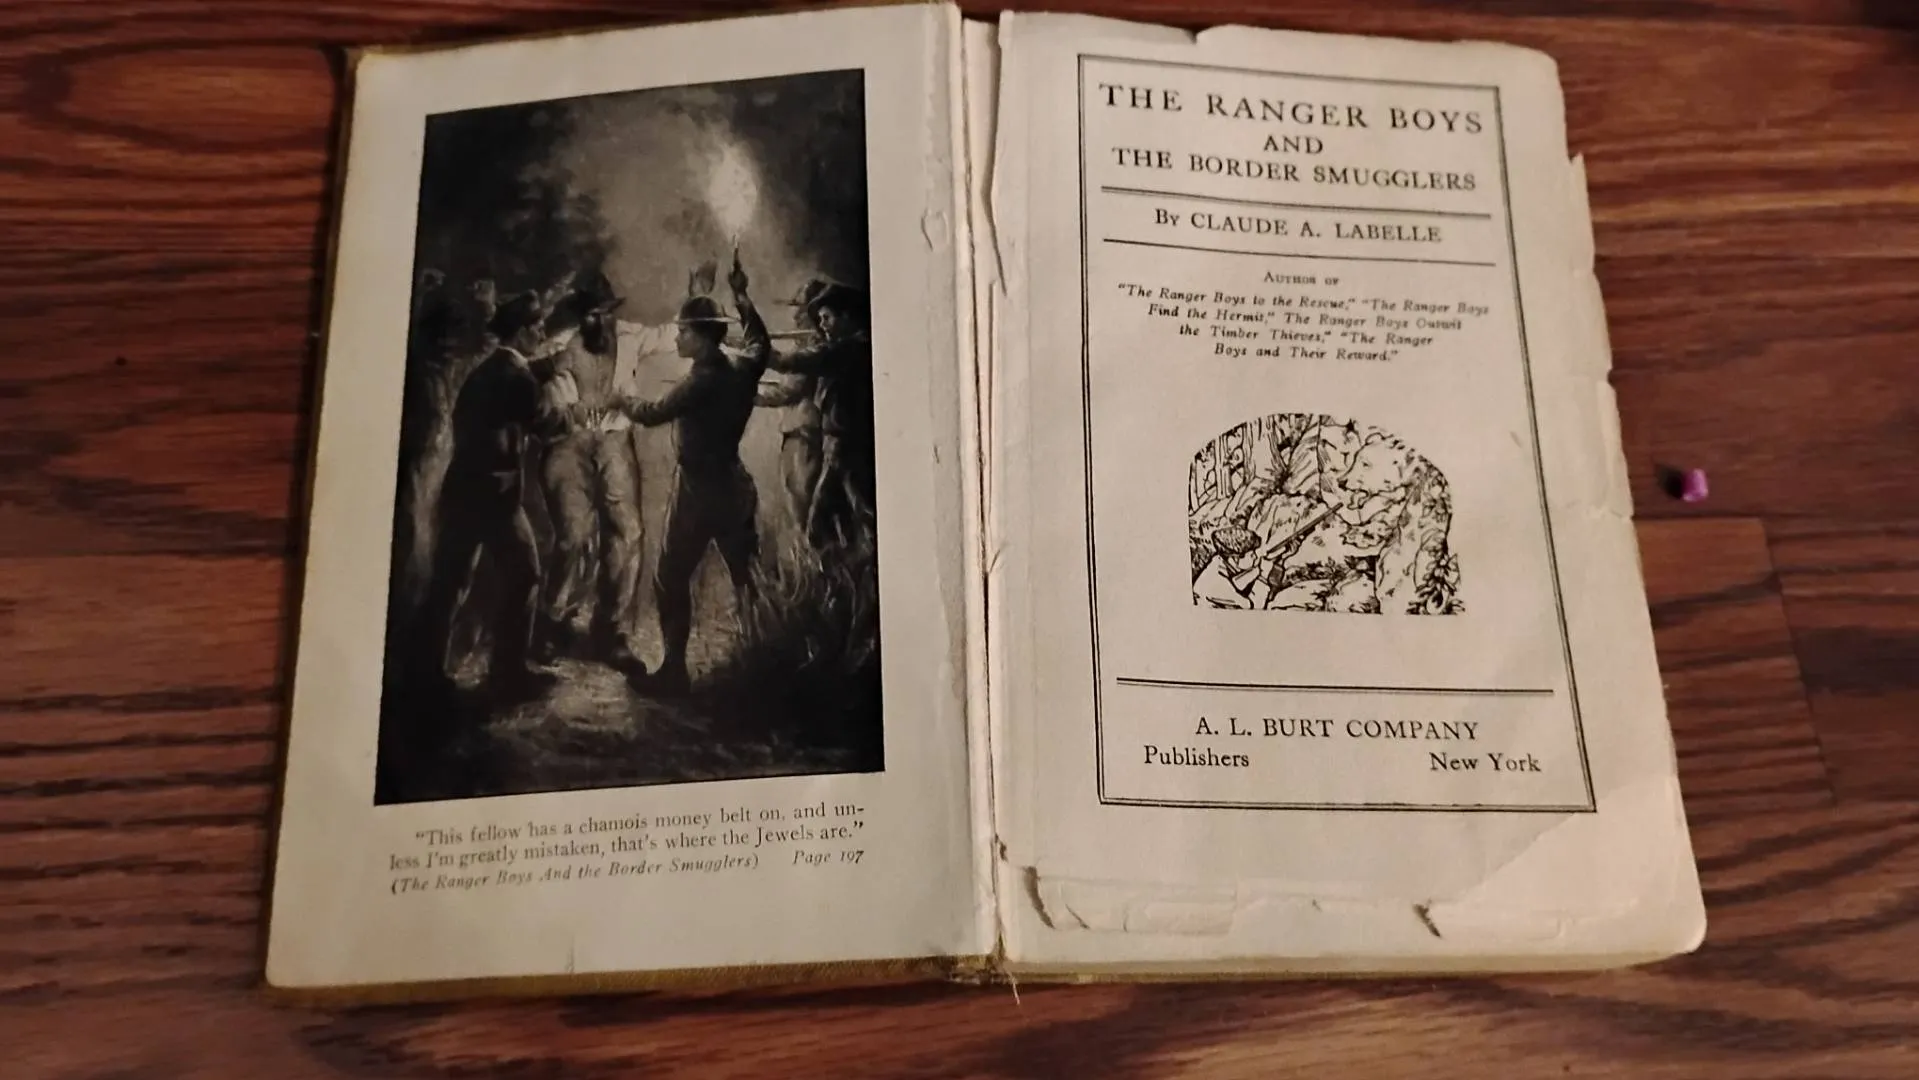 "This fellow has a chamois money belt on, and un-
less I'm greatly mistaken, that's where the Jewels are."
(The Ranger Boys And the Border Smugglers) Page 197
THE RANGER BOYS
AND
THE BORDER SMUGGLERS
By CLAUDE A. LABELLE
AUTHOR OF
"The Ranger Boys to the Rescue," "The Ranger Boys
Find the Hermit," The Ranger Boys Outwit
the Timber Thieves," "The Ranger
Boys and Their Reward."
A. L. BURT COMPANY
Publishers New York